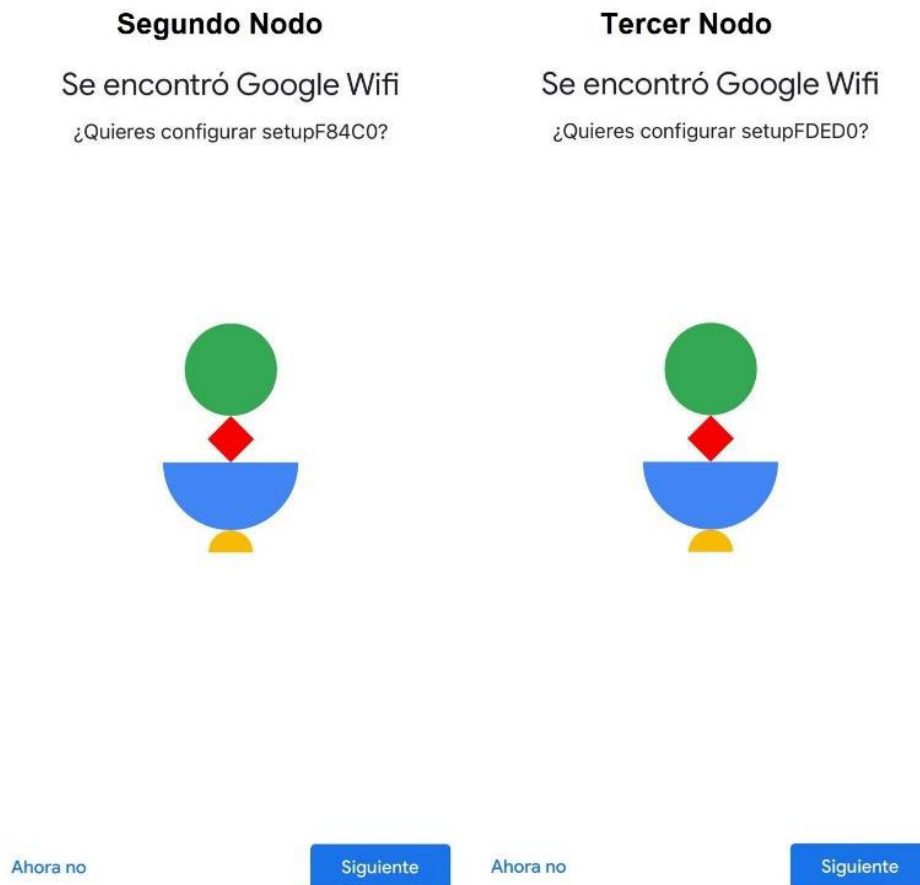 Segundo Nodo
Se encontró Google Wifi
¿Quieres configurar setupF84C0?
Ahora no
Siguiente
Tercer Nodo
Se encontró Google Wifi
¿Quieres configurar setupFDED0?
Ahora no
Siguiente